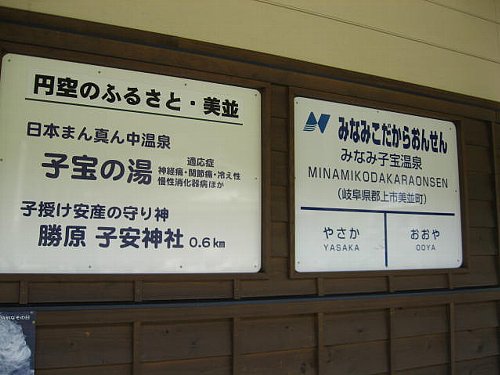 円空のふるさと・美並
日本まん真ん中温泉
子宝の湯
適応症
神経痛・関節痛・冷え性
慢性消化器病ほか
子授け安産の守り神
勝原 子安神社 0.6km
みなみこだからおんせん
みなみ子宝温泉
MINAMIKODAKARAONSEN
(岐阜県郡上市美並町)
やさか
YASAKA
おおや
OOYA